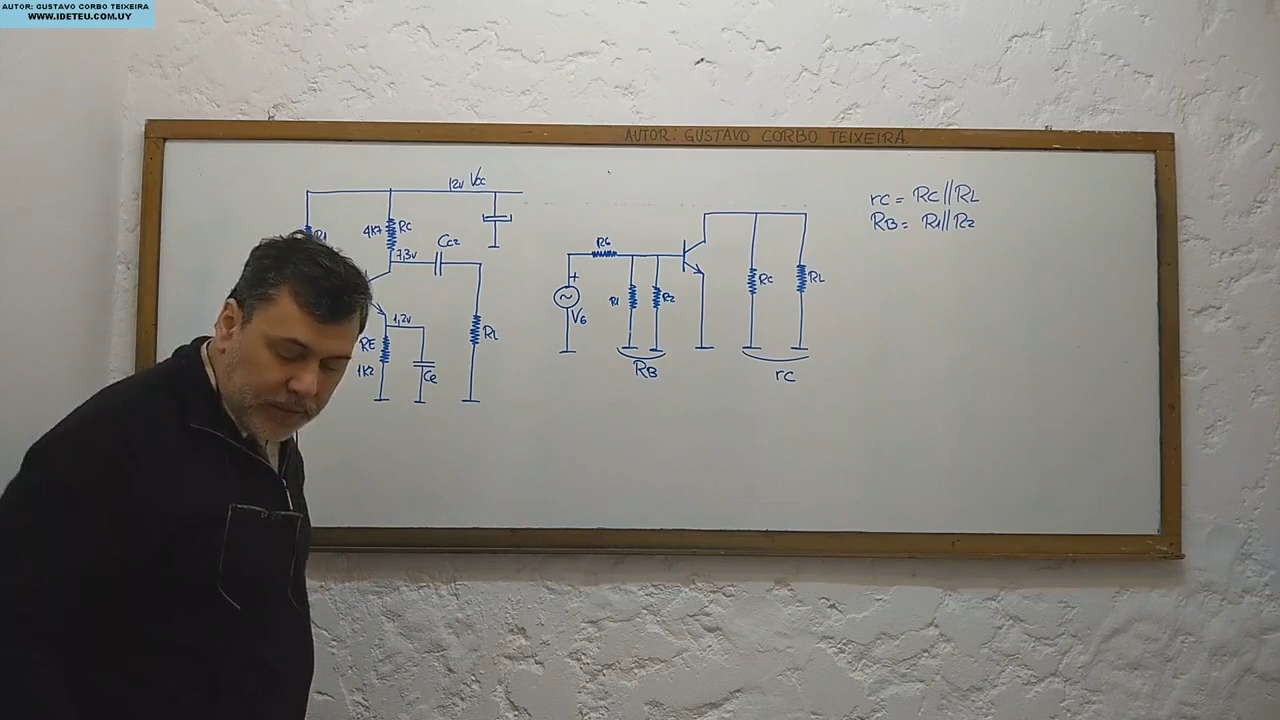 AUTOR: GUSTAVO CORBO TEIXEIRA
WWW.IDETEU.COM.UY
AUTOR: GUSTAVO CORBO TEIXEIRA
12V Vcc
R1
4K7 RC
7,3V
CC2
1,2V
RE
1K2
Ce
RL
RG
+
VG
R1
R2
RB
RC
RL
rc
rc = RC//RL
RB = R1//R2